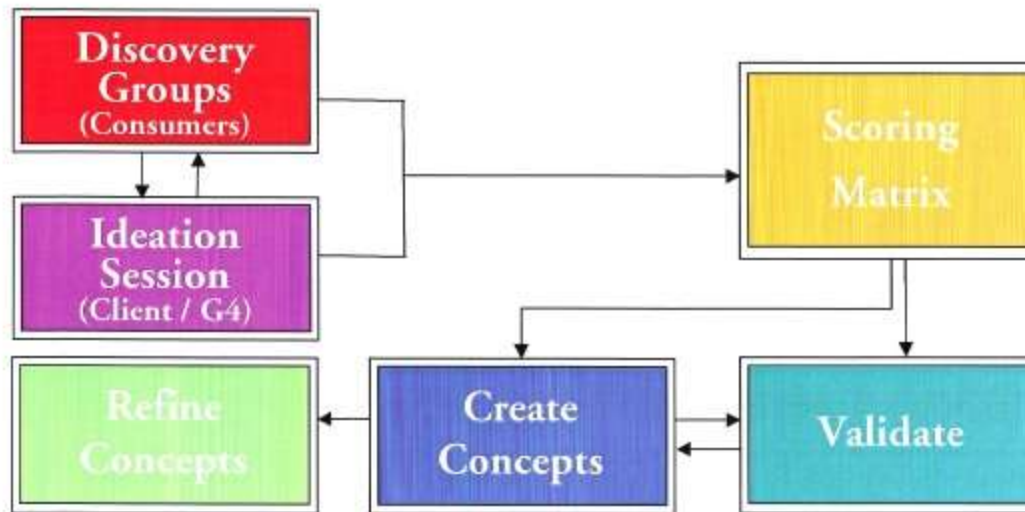 Discovery
Groups
(Consumers)
Scoring
Matrix
Ideation
Session
(Client / G4)
Refine
Concepts
Create
Concepts
Validate